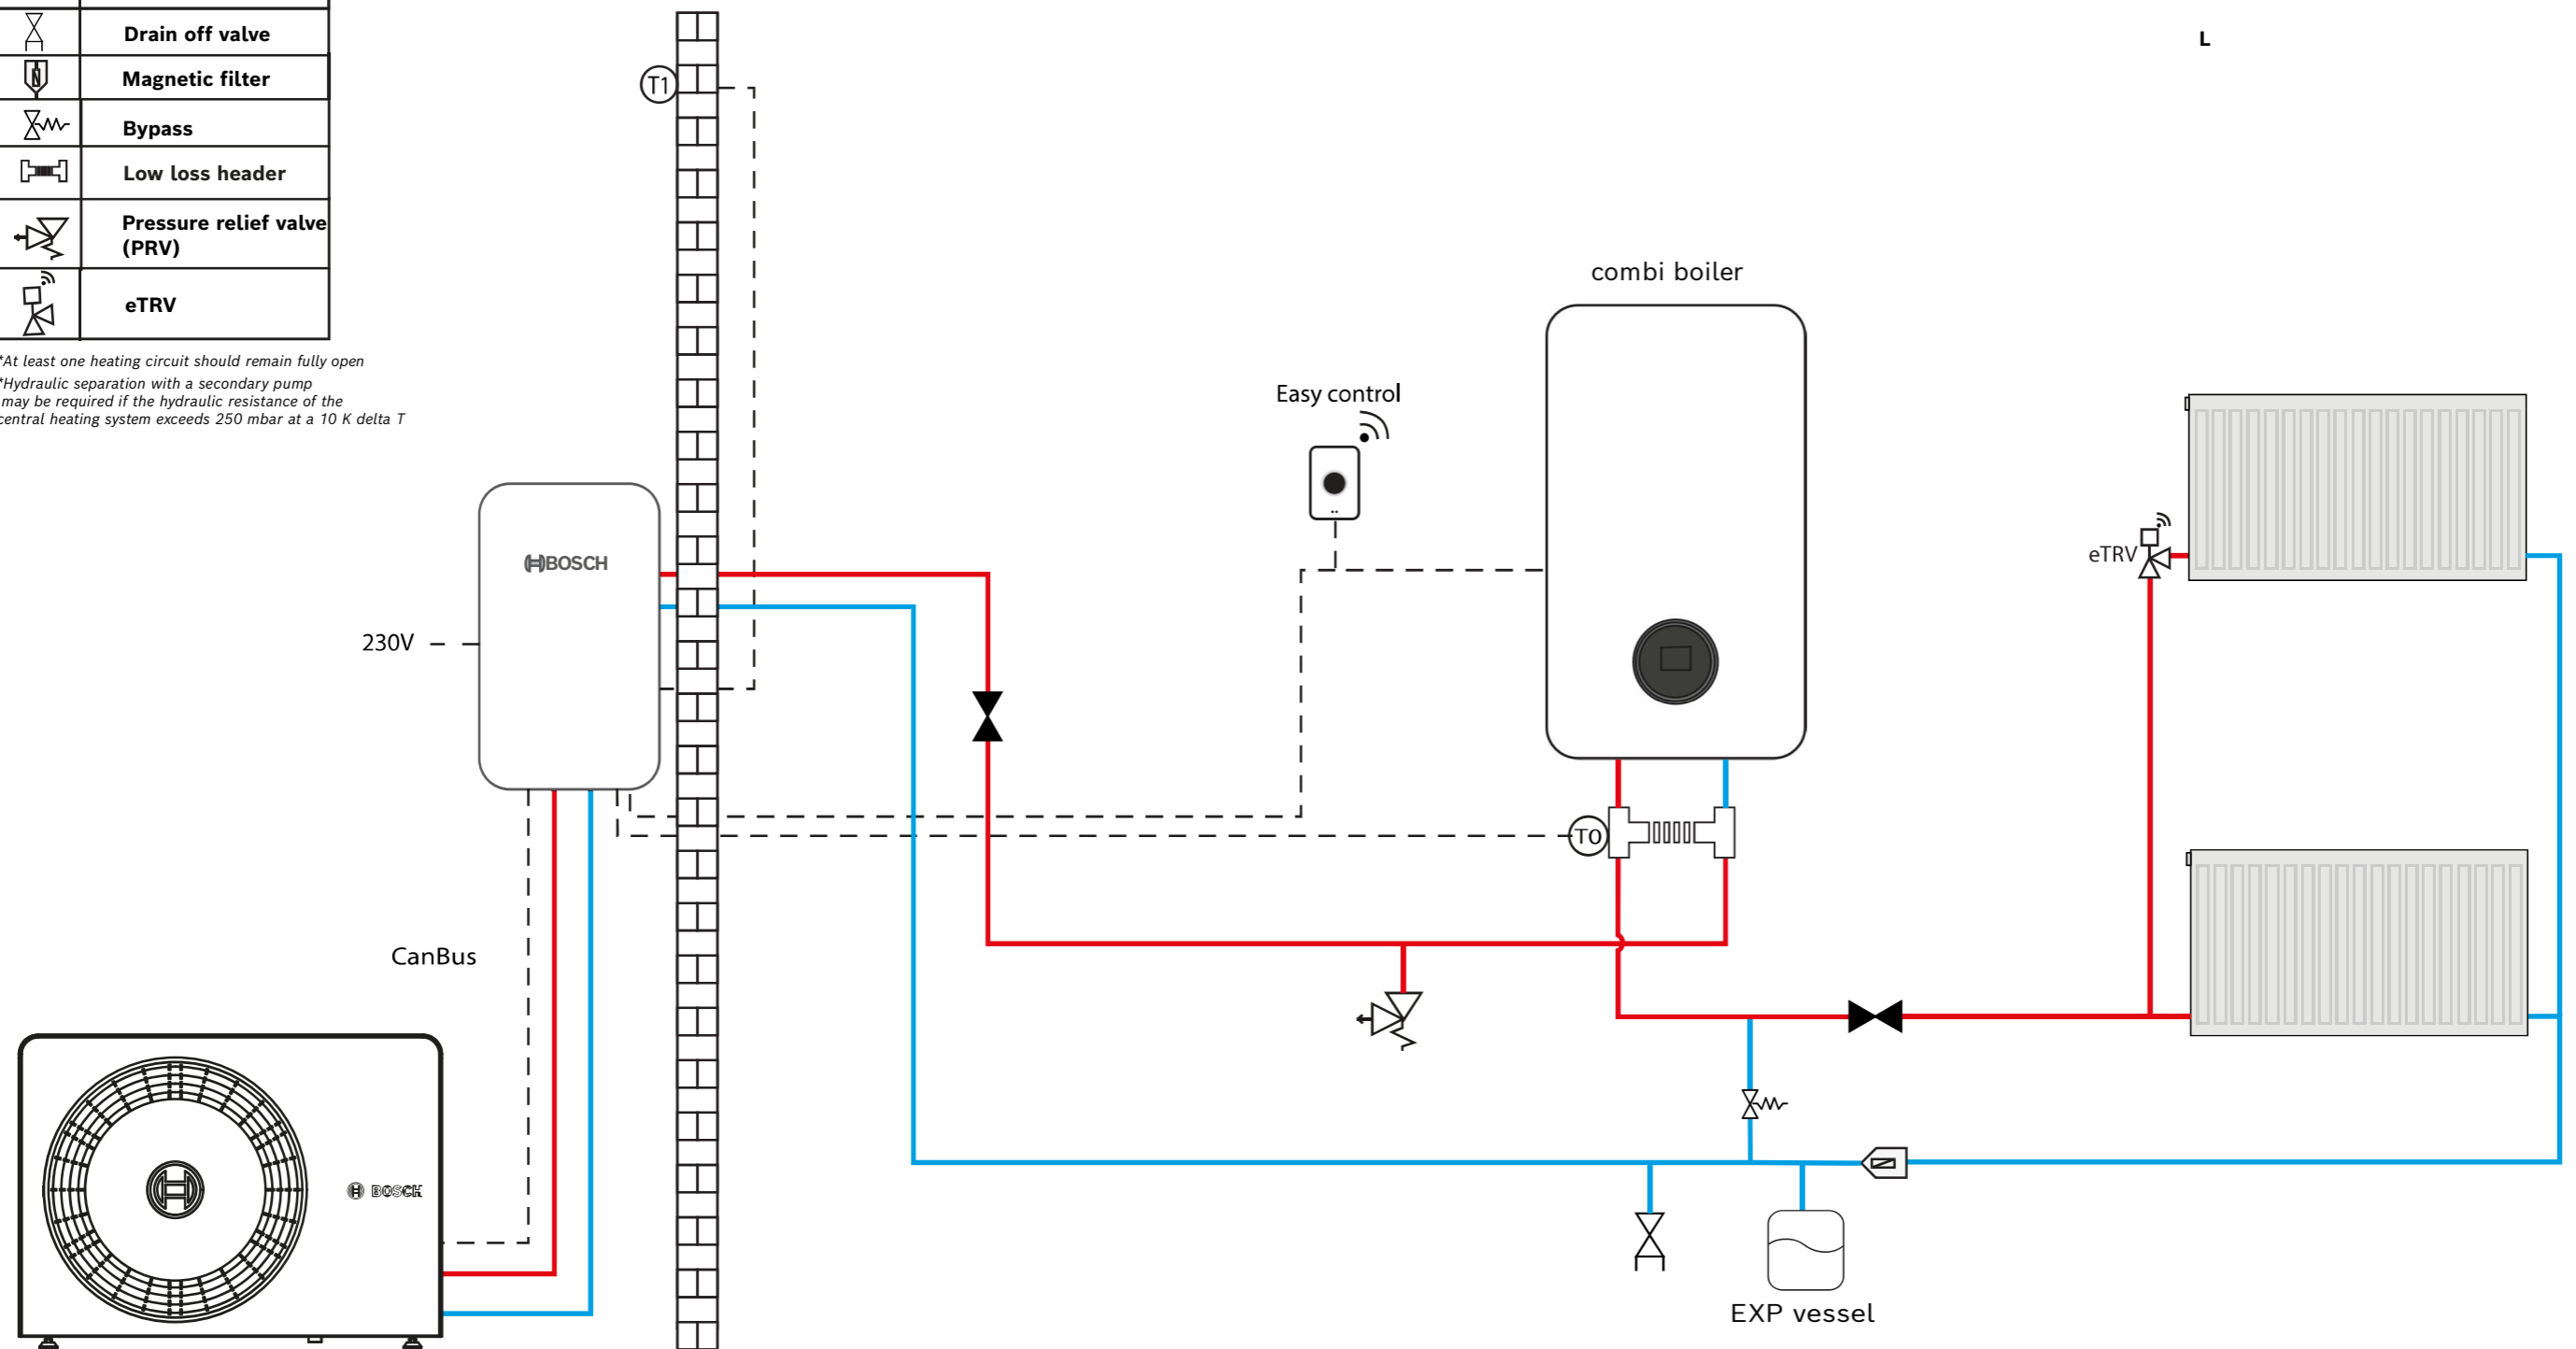 Drain off valve
Magnetic filter
Bypass
Low loss header
Pressure relief valve
(PRV)
eTRV
*At least one heating circuit should remain fully open
*Hydraulic separation with a secondary pump
may be required if the hydraulic resistance of the
central heating system exceeds 250 mbar at a 10 K delta T
L
T1
combi boiler
Easy control
BOSCH
eTRV
230V
T0
CanBus
BOSCH
EXP vessel